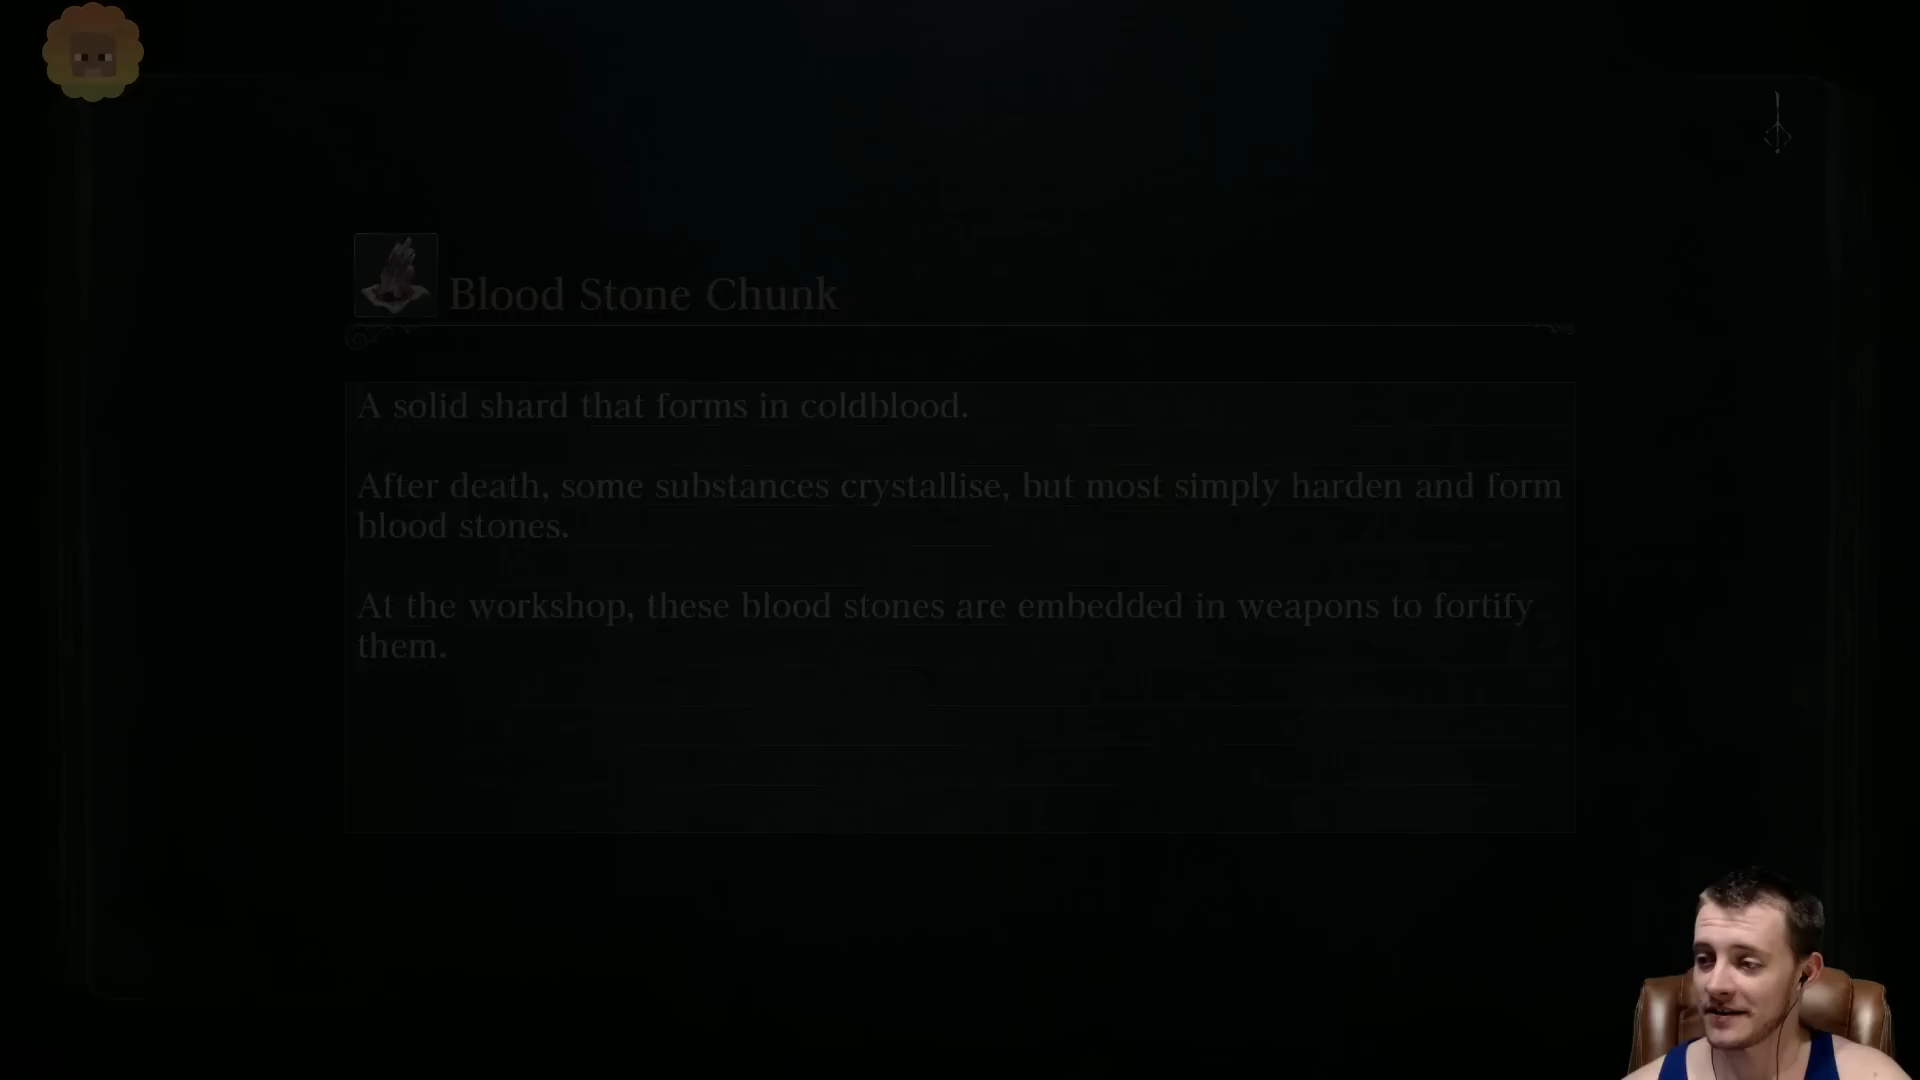 Blood Stone Chunk
A solid shard that forms in coldblood.
After death, some substances crystallise, but most simply harden and form
blood stones.
At the workshop, these blood stones are embedded in weapons to fortify
them.